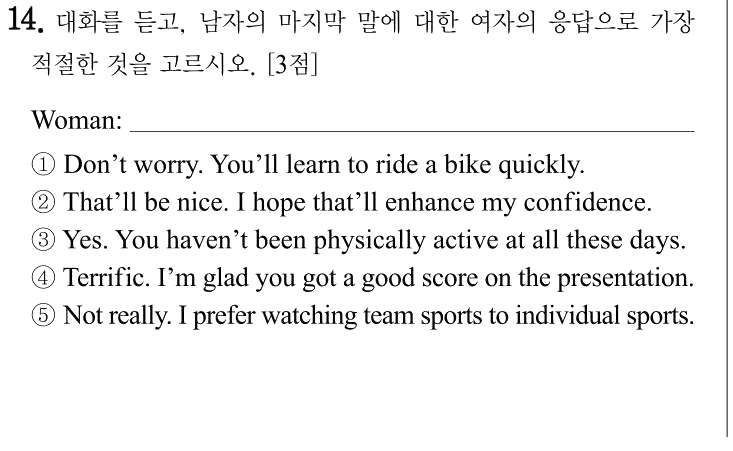 14. 대화를 듣고, 남자의 마지막 말에 대한 여자의 응답으로 가장
적절한 것을 고르시오. [3점]
Woman:
① Don’t worry. You’ll learn to ride a bike quickly.
② That’ll be nice. I hope that’ll enhance my confidence.
③ Yes. You haven’t been physically active at all these days.
④ Terrific. I’m glad you got a good score on the presentation.
⑤ Not really. I prefer watching team sports to individual sports.